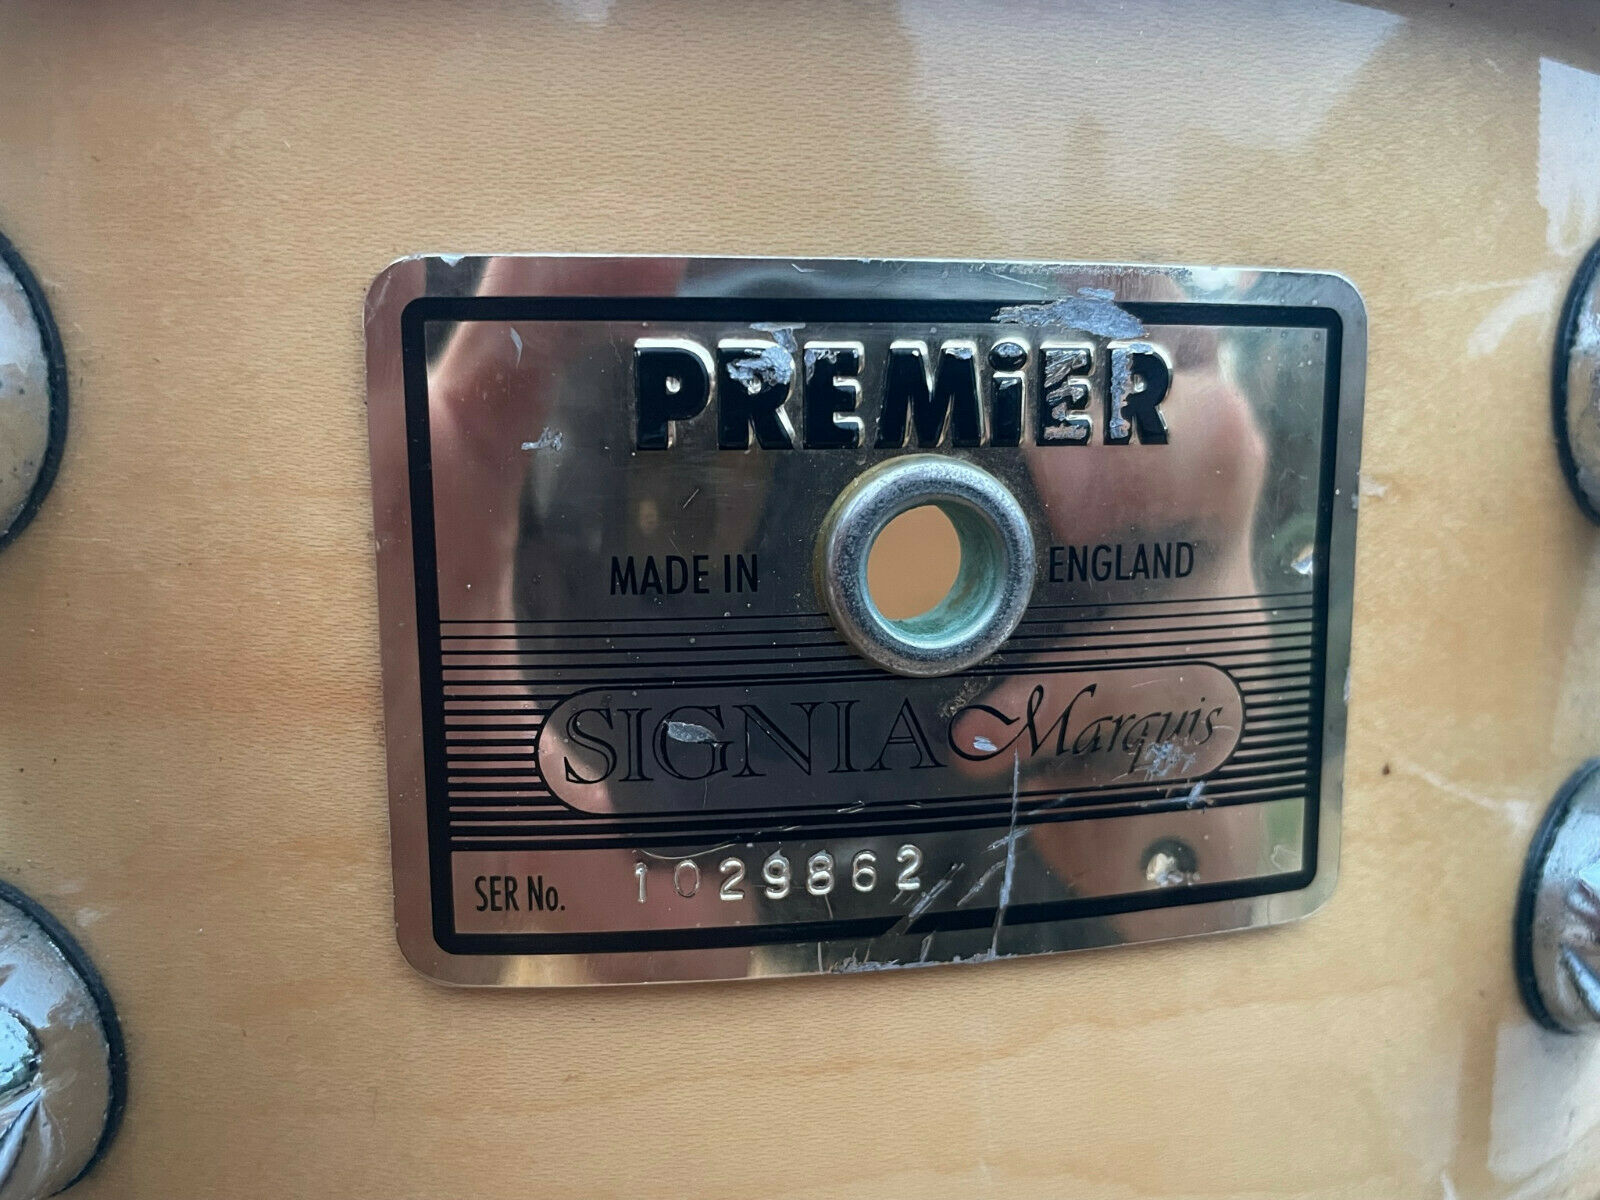 PREMiER
MADE IN ENGLAND
SIGNIA Marquis
SER No. 1029862